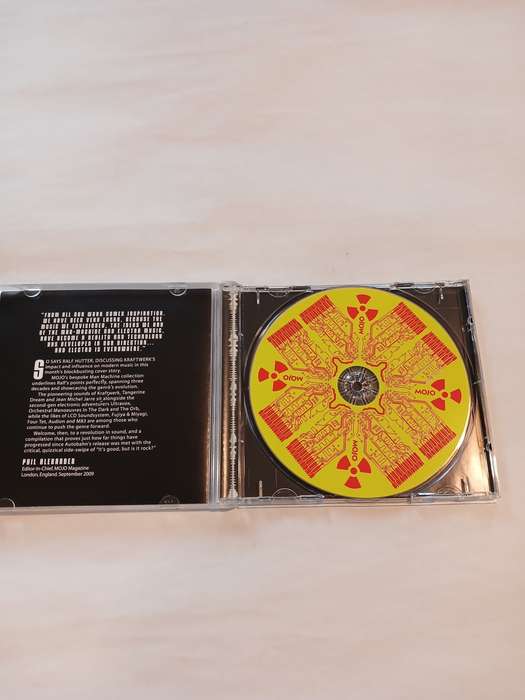 "FROM ALL OUR WORK COMES INSPIRATION.
WE HAVE BEEN VERY LUCKY, BECAUSE THE
MUSIC WE ENVISIONED, THE IDEAS WE HAD
OF THE MAN-MACHINE AND ELECTRO MUSIC,
HAVE BECOME A REALITY AND TECHNOLOGY
HAS DEVELOPED IN OUR DIRECTION...
AND ELECTRO IS EVERYWHERE."
SO SAYS RALF HUTTER, DISCUSSING KRAFTWERK'S
impact and influence on modern music in this
month's blockbusting cover story.
MOJO's bespoke Man Machine collection
underlines Ralf's points perfectly, spanning three
decades and showcasing the genre's evolution.
The pioneering sounds of Kraftwerk, Tangerine
Dream and Jean Michel Jarre sit alongside the
second-gen electronic adventurers Ultravox,
Orchestral Manoeuvres In The Dark and The Orb,
while the likes of LCD Soundsystem, Fujiya & Miyagi,
Four Tet, Audion and MK3 are among those who
continue to push the genre forward.
Welcome, then, to a revolution in sound, and a
compilation that proves just how far things have
progressed since Autobahn's release was met with the
critical, quizzical side-swipe of "It's good, but is it rock?"
PHIL ALEXANDER
Editor-In-Chief, MOJO Magazine
London, England. September 2009
MOJO
MOJO
MOJO
MOJO